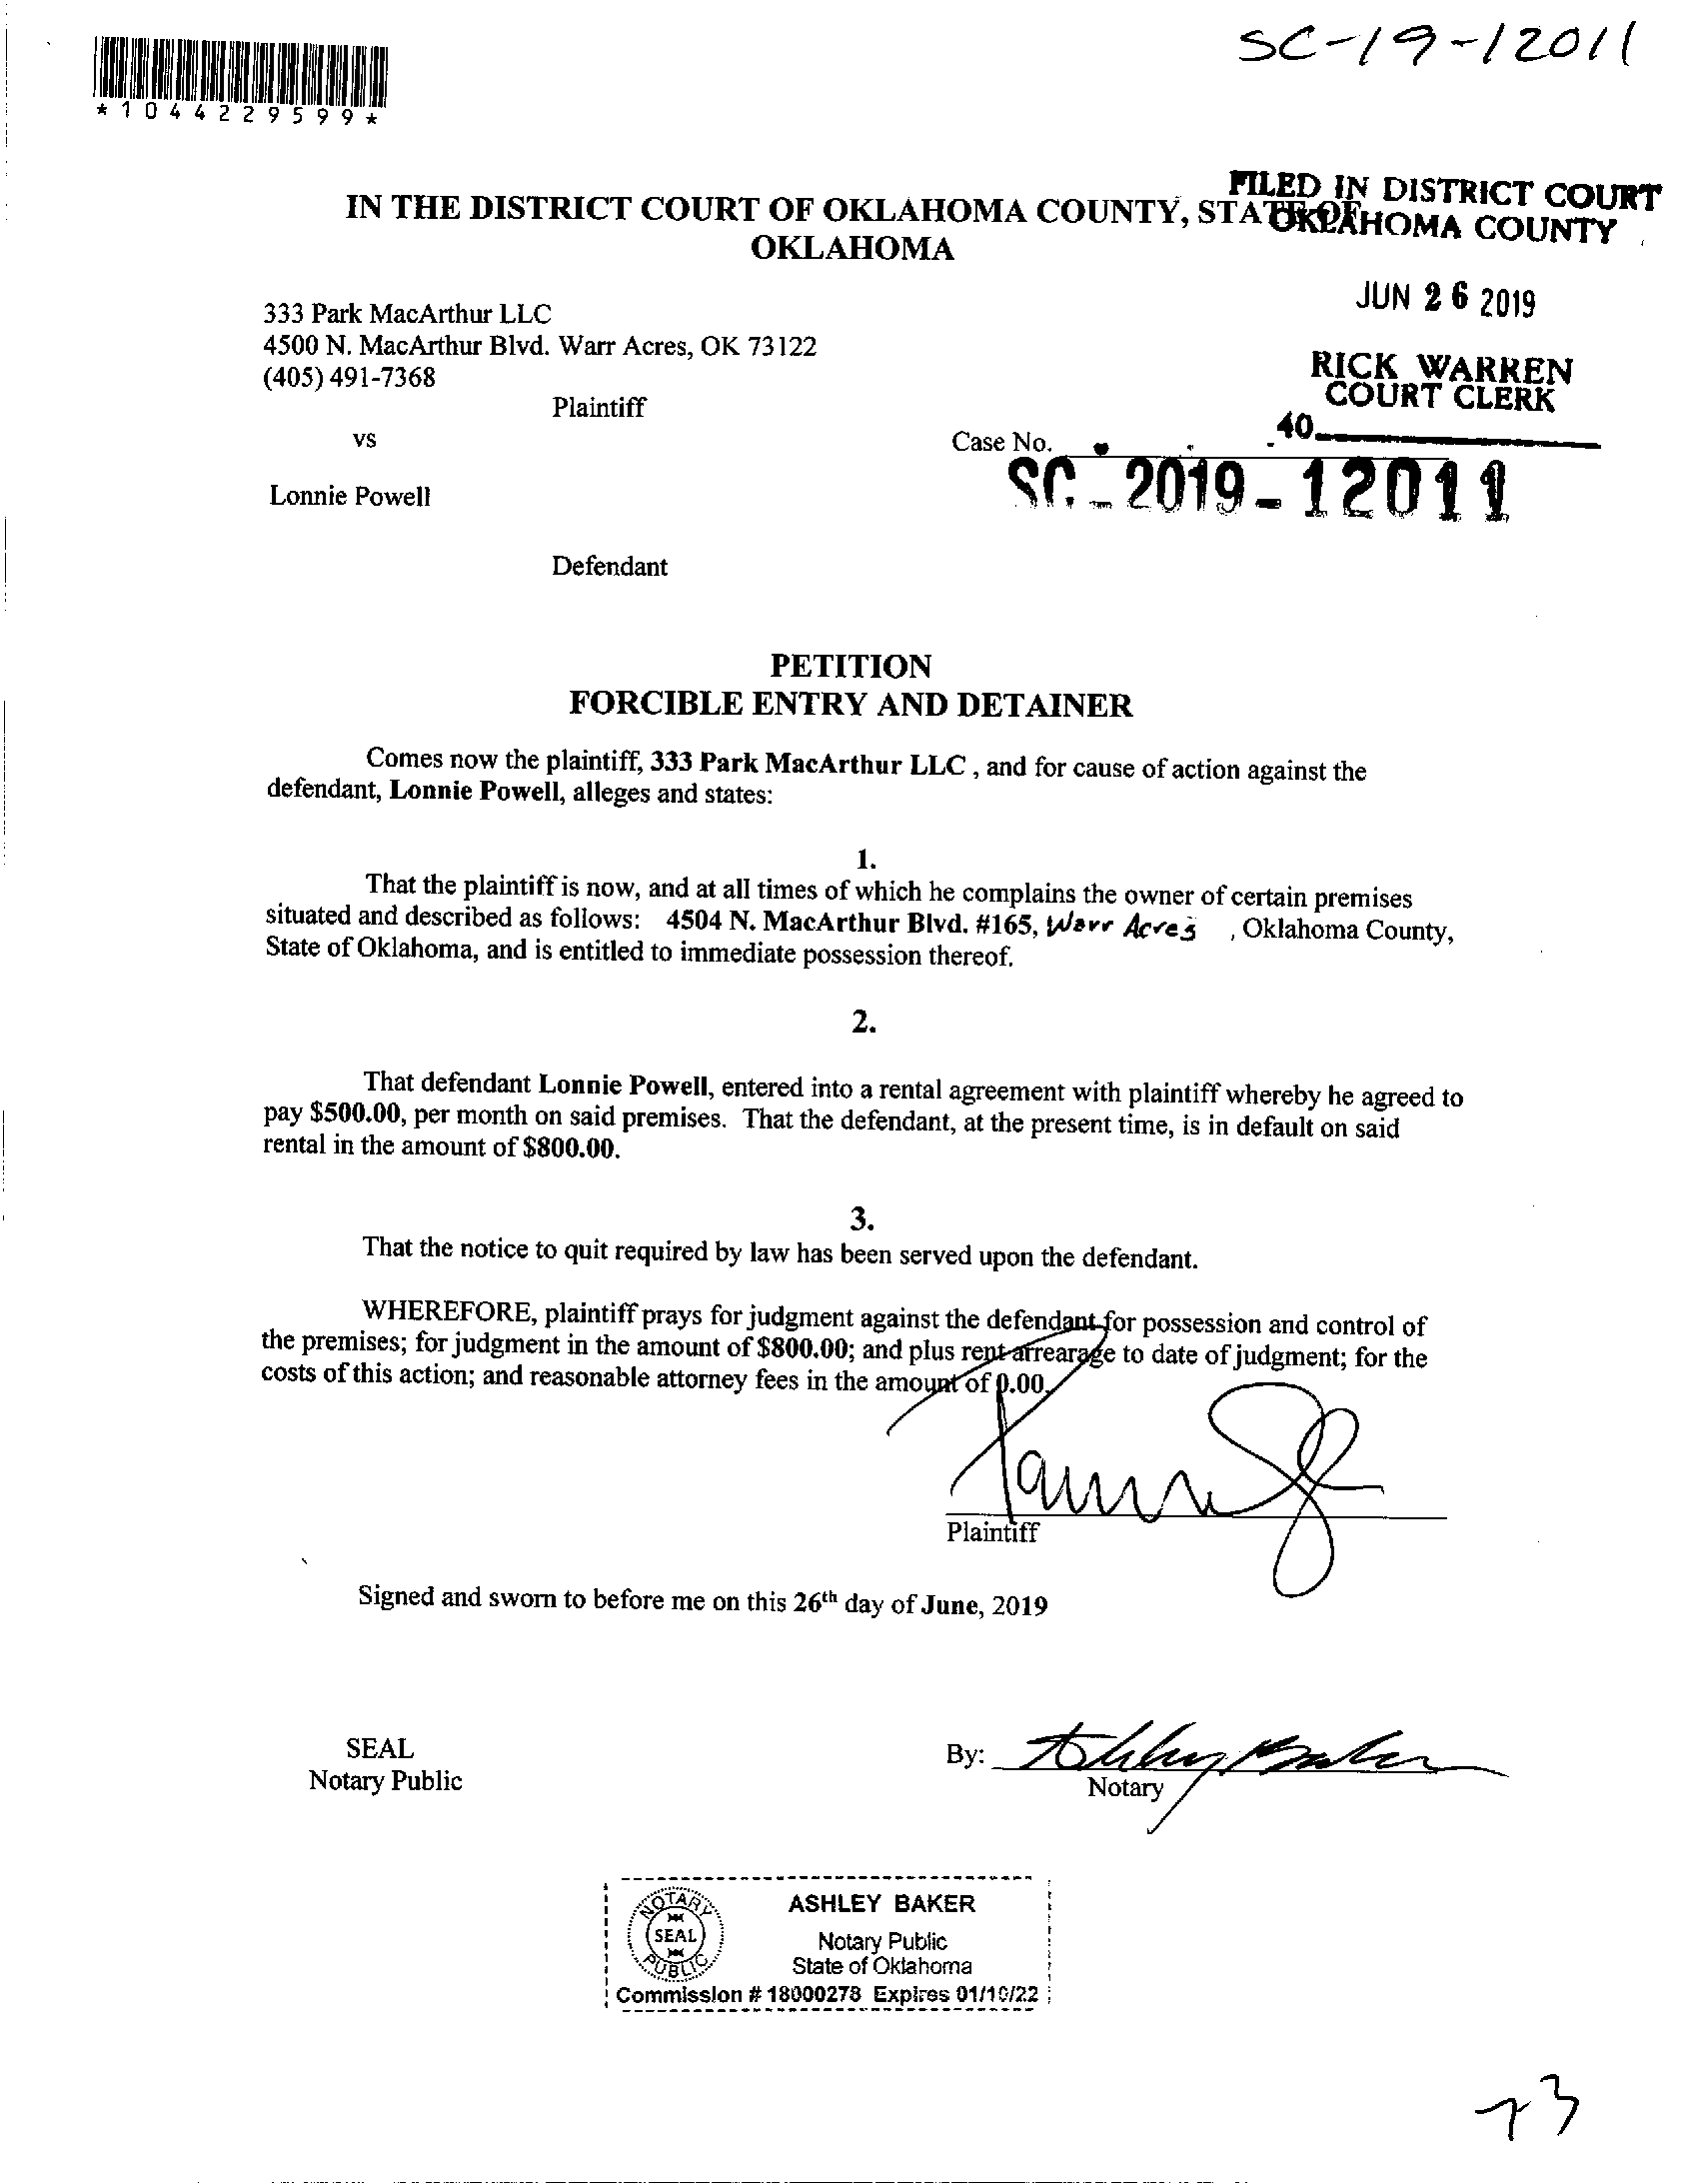 SC-19-12011
*1044229599*
FILED IN DISTRICT COURT
OKLAHOMA COUNTY
IN THE DISTRICT COURT OF OKLAHOMA COUNTY, STATE OF
OKLAHOMA
JUN 26 2019
333 Park MacArthur LLC
4500 N. MacArthur Blvd. Warr Acres, OK 73122
(405) 491-7368
RICK WARREN
COURT CLERK
Plaintiff
40
vs
Case No.
SC-2019-12011
Lonnie Powell
Defendant
PETITION
FORCIBLE ENTRY AND DETAINER
Comes now the plaintiff, 333 Park MacArthur LLC , and for cause of action against the
defendant, Lonnie Powell, alleges and states:
1.
That the plaintiff is now, and at all times of which he complains the owner of certain premises
situated and described as follows: 4504 N. MacArthur Blvd. #165, Warr Acres , Oklahoma County,
State of Oklahoma, and is entitled to immediate possession thereof.
2.
That defendant Lonnie Powell, entered into a rental agreement with plaintiff whereby he agreed to
pay $500.00, per month on said premises. That the defendant, at the present time, is in default on said
rental in the amount of $800.00.
3.
That the notice to quit required by law has been served upon the defendant.
WHEREFORE, plaintiff prays for judgment against the defendant for possession and control of
the premises; for judgment in the amount of $800.00; and plus rent arrearage to date of judgment; for the
costs of this action; and reasonable attorney fees in the amount of 0.00.
Plaintiff
Signed and sworn to before me on this 26th day of June, 2019
SEAL
Notary Public
By: Ashley Baker
Notary
NOTARY
SEAL
PUBLIC
ASHLEY BAKER
Notary Public
State of Oklahoma
Commission # 18000278 Expires 01/10/22